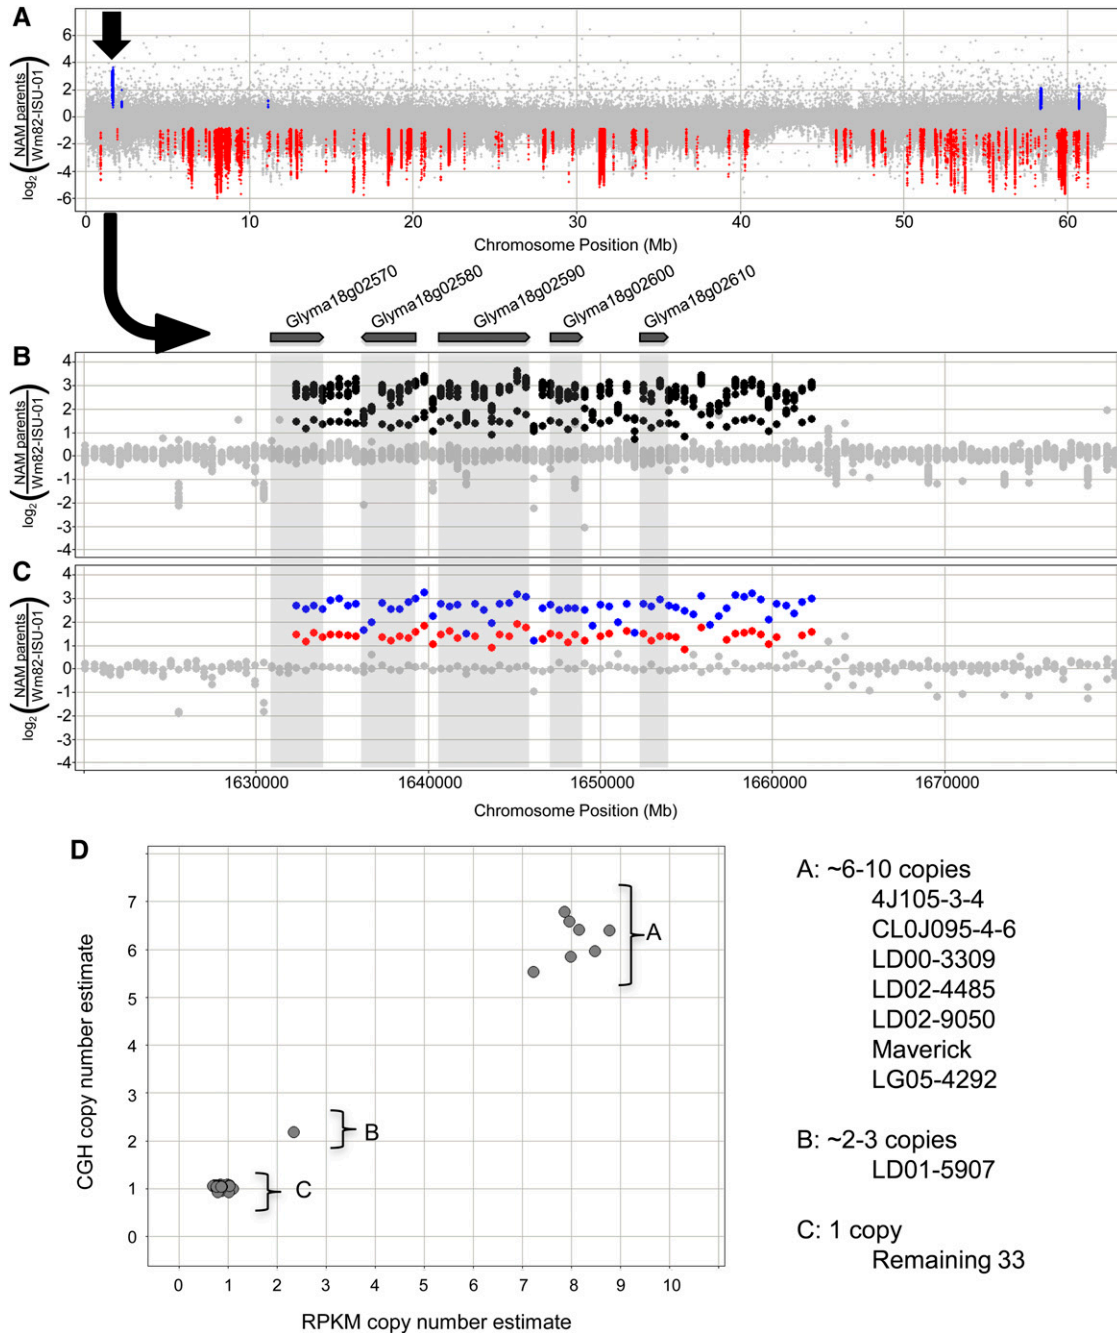 A
log2(NAM parents/Wm82-ISU-01)
6
4
2
0
-2
-4
-6
0 10 20 30 40 50 60
Chromosome Position (Mb)
Glyma18g02570
Glyma18g02580
Glyma18g02590
Glyma18g02600
Glyma18g02610
B
log2(NAM parents/Wm82-ISU-01)
4
3
2
1
0
-1
-2
-3
-4
C
log2(NAM parents/Wm82-ISU-01)
4
3
2
1
0
-1
-2
-3
-4
1630000 1640000 1650000 1660000 1670000
Chromosome Position (Mb)
D
CGH copy number estimate
7
6
5
4
3
2
1
0
A
B
C
0 1 2 3 4 5 6 7 8 9 10
RPKM copy number estimate
A: ~6-10 copies
4J105-3-4
CL0J095-4-6
LD00-3309
LD02-4485
LD02-9050
Maverick
LG05-4292
B: ~2-3 copies
LD01-5907
C: 1 copy
Remaining 33